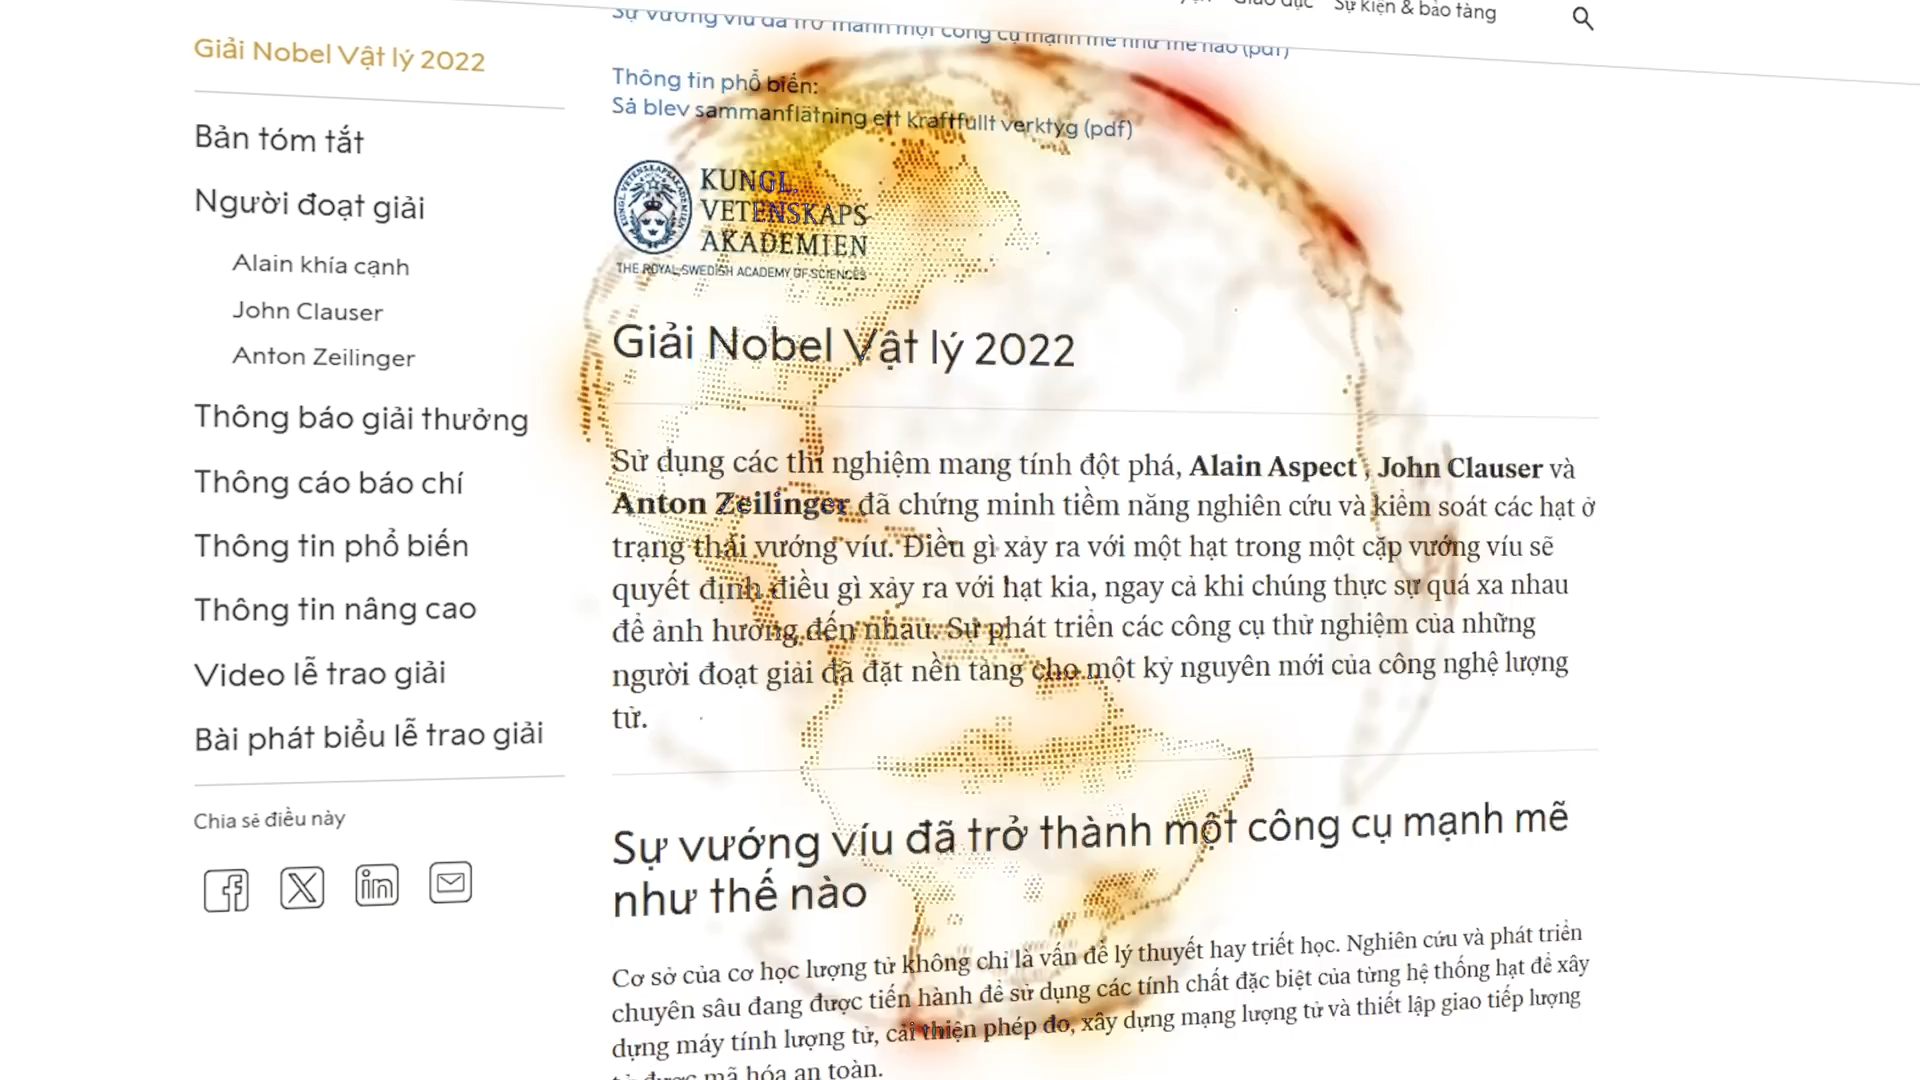 Giáo dục Sự kiện & bảo tàng
Sự vướng víu đã trở thành một công cụ mạnh mẽ như thế nào (pdf)
Giải Nobel Vật lý 2022
Thông tin phổ biến:
Så blev sammanflätning ett kraftfullt verktyg (pdf)
Bản tóm tắt
Người đoạt giải
Alain khía cạnh
John Clauser
Anton Zeilinger
Thông báo giải thưởng
Thông cáo báo chí
Thông tin phổ biến
Thông tin nâng cao
Video lễ trao giải
Bài phát biểu lễ trao giải
Chia sẻ điều này
KUNGL.
VETENSKAPS
AKADEMIEN
THE ROYAL SWEDISH ACADEMY OF SCIENCES
Giải Nobel Vật lý 2022
Sử dụng các thí nghiệm mang tính đột phá, Alain Aspect , John Clauser và
Anton Zeilinger đã chứng minh tiềm năng nghiên cứu và kiểm soát các hạt ở
trạng thái vướng víu. Điều gì xảy ra với một hạt trong một cặp vướng víu sẽ
quyết định điều gì xảy ra với hạt kia, ngay cả khi chúng thực sự quá xa nhau
để ảnh hưởng đến nhau. Sự phát triển các công cụ thử nghiệm của những
người đoạt giải đã đặt nền tảng cho một kỷ nguyên mới của công nghệ lượng
tử.
Sự vướng víu đã trở thành một công cụ mạnh mẽ
như thế nào
Cơ sở của cơ học lượng tử không chỉ là vấn đề lý thuyết hay triết học. Nghiên cứu và phát triển
chuyên sâu đang được tiến hành để sử dụng các tính chất đặc biệt của từng hệ thống hạt để xây
dựng máy tính lượng tử, cải thiện phép đo, xây dựng mạng lượng tử và thiết lập giao tiếp lượng
tử được mã hóa an toàn.